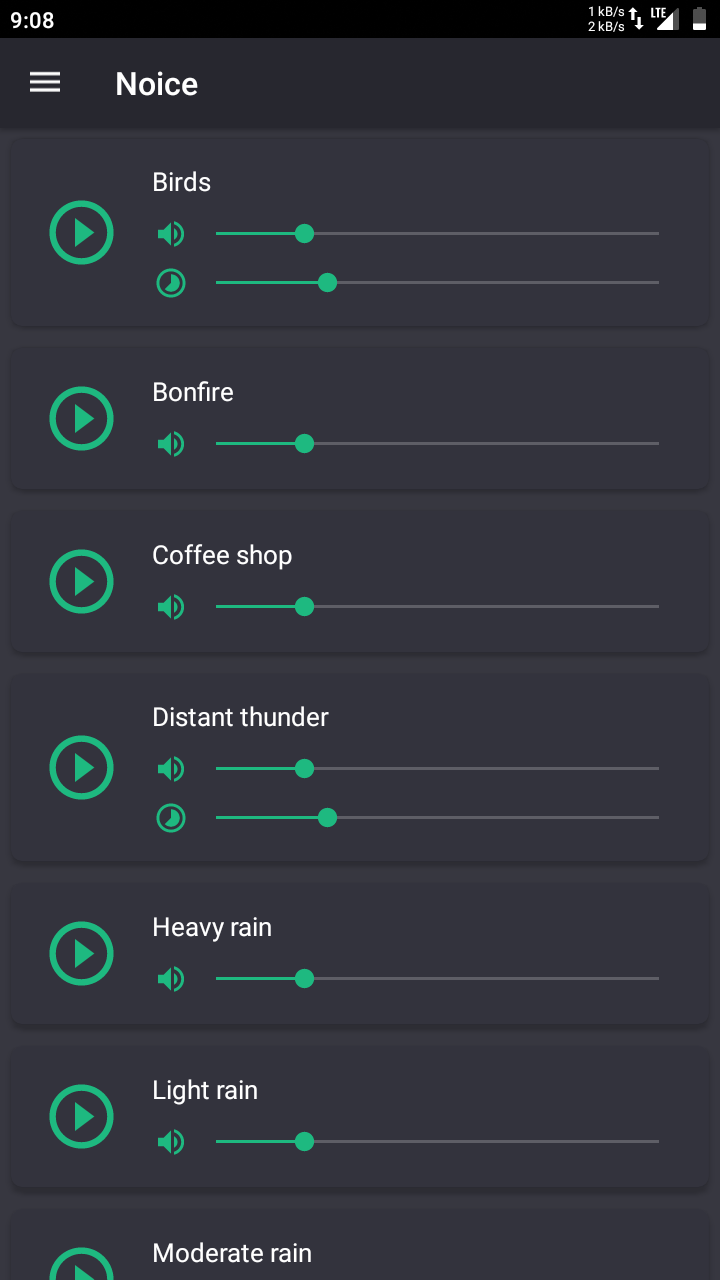 9:08
1 kB/s
2 kB/s
LTE
Noice
Birds
Bonfire
Coffee shop
Distant thunder
Heavy rain
Light rain
Moderate rain